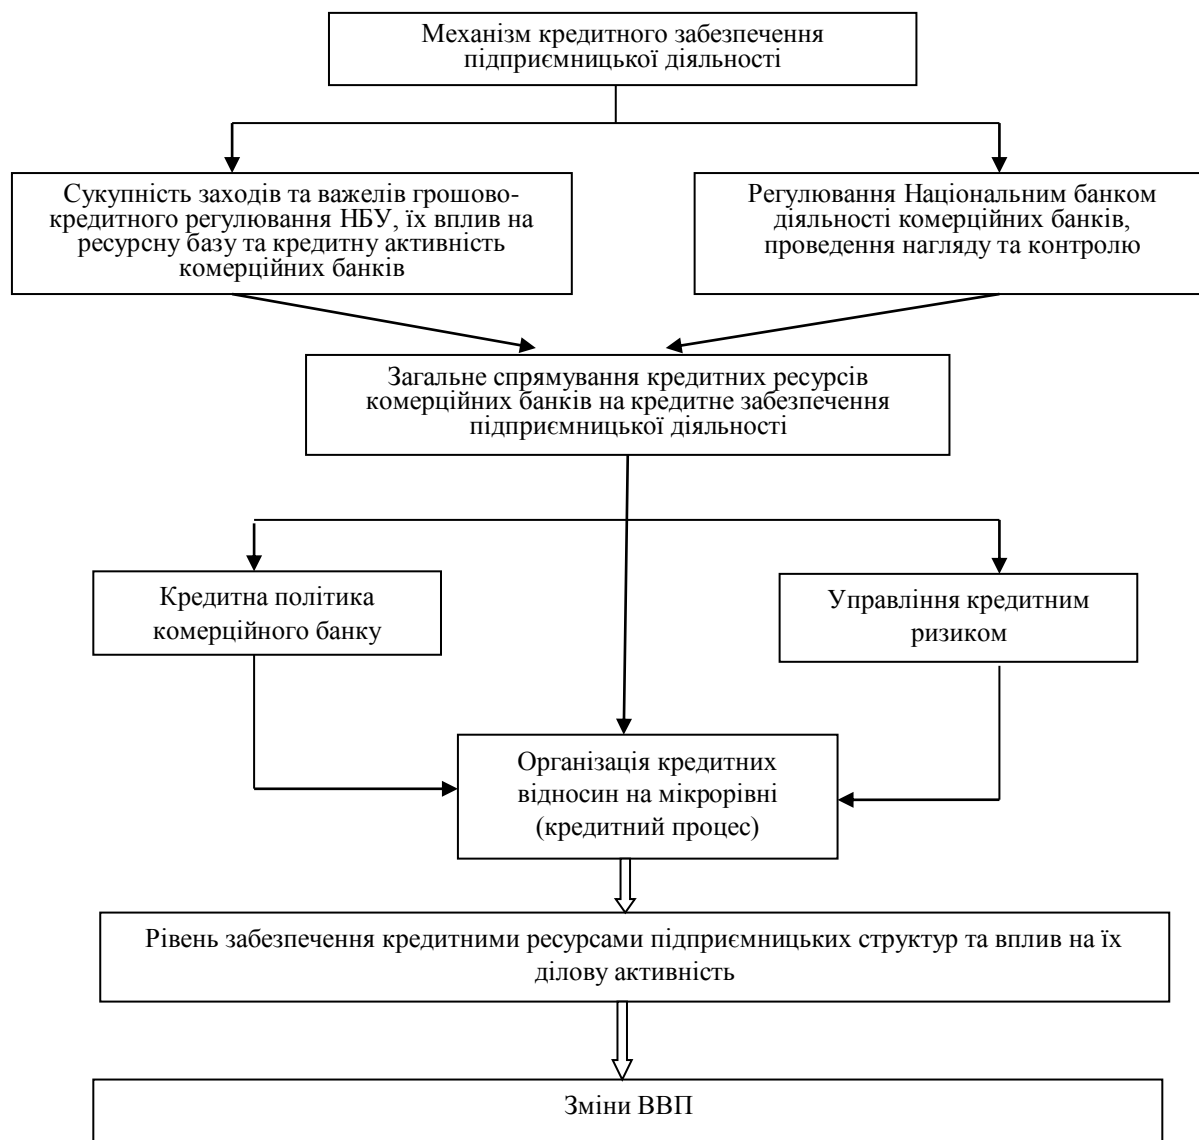 Механізм кредитного забезпечення
підприємницької діяльності
Сукупність заходів та важелів грошово-
кредитного регулювання НБУ, їх вплив на
ресурсну базу та кредитну активність
комерційних банків
Регулювання Національним банком
діяльності комерційних банків,
проведення нагляду та контролю
Загальне спрямування кредитних ресурсів
комерційних банків на кредитне забезпечення
підприємницької діяльності
Кредитна політика
комерційного банку
Управління кредитним
ризиком
Організація кредитних
відносин на мікрорівні
(кредитний процес)
Рівень забезпечення кредитними ресурсами підприємницьких структур та вплив на їх
ділову активність
Зміни ВВП